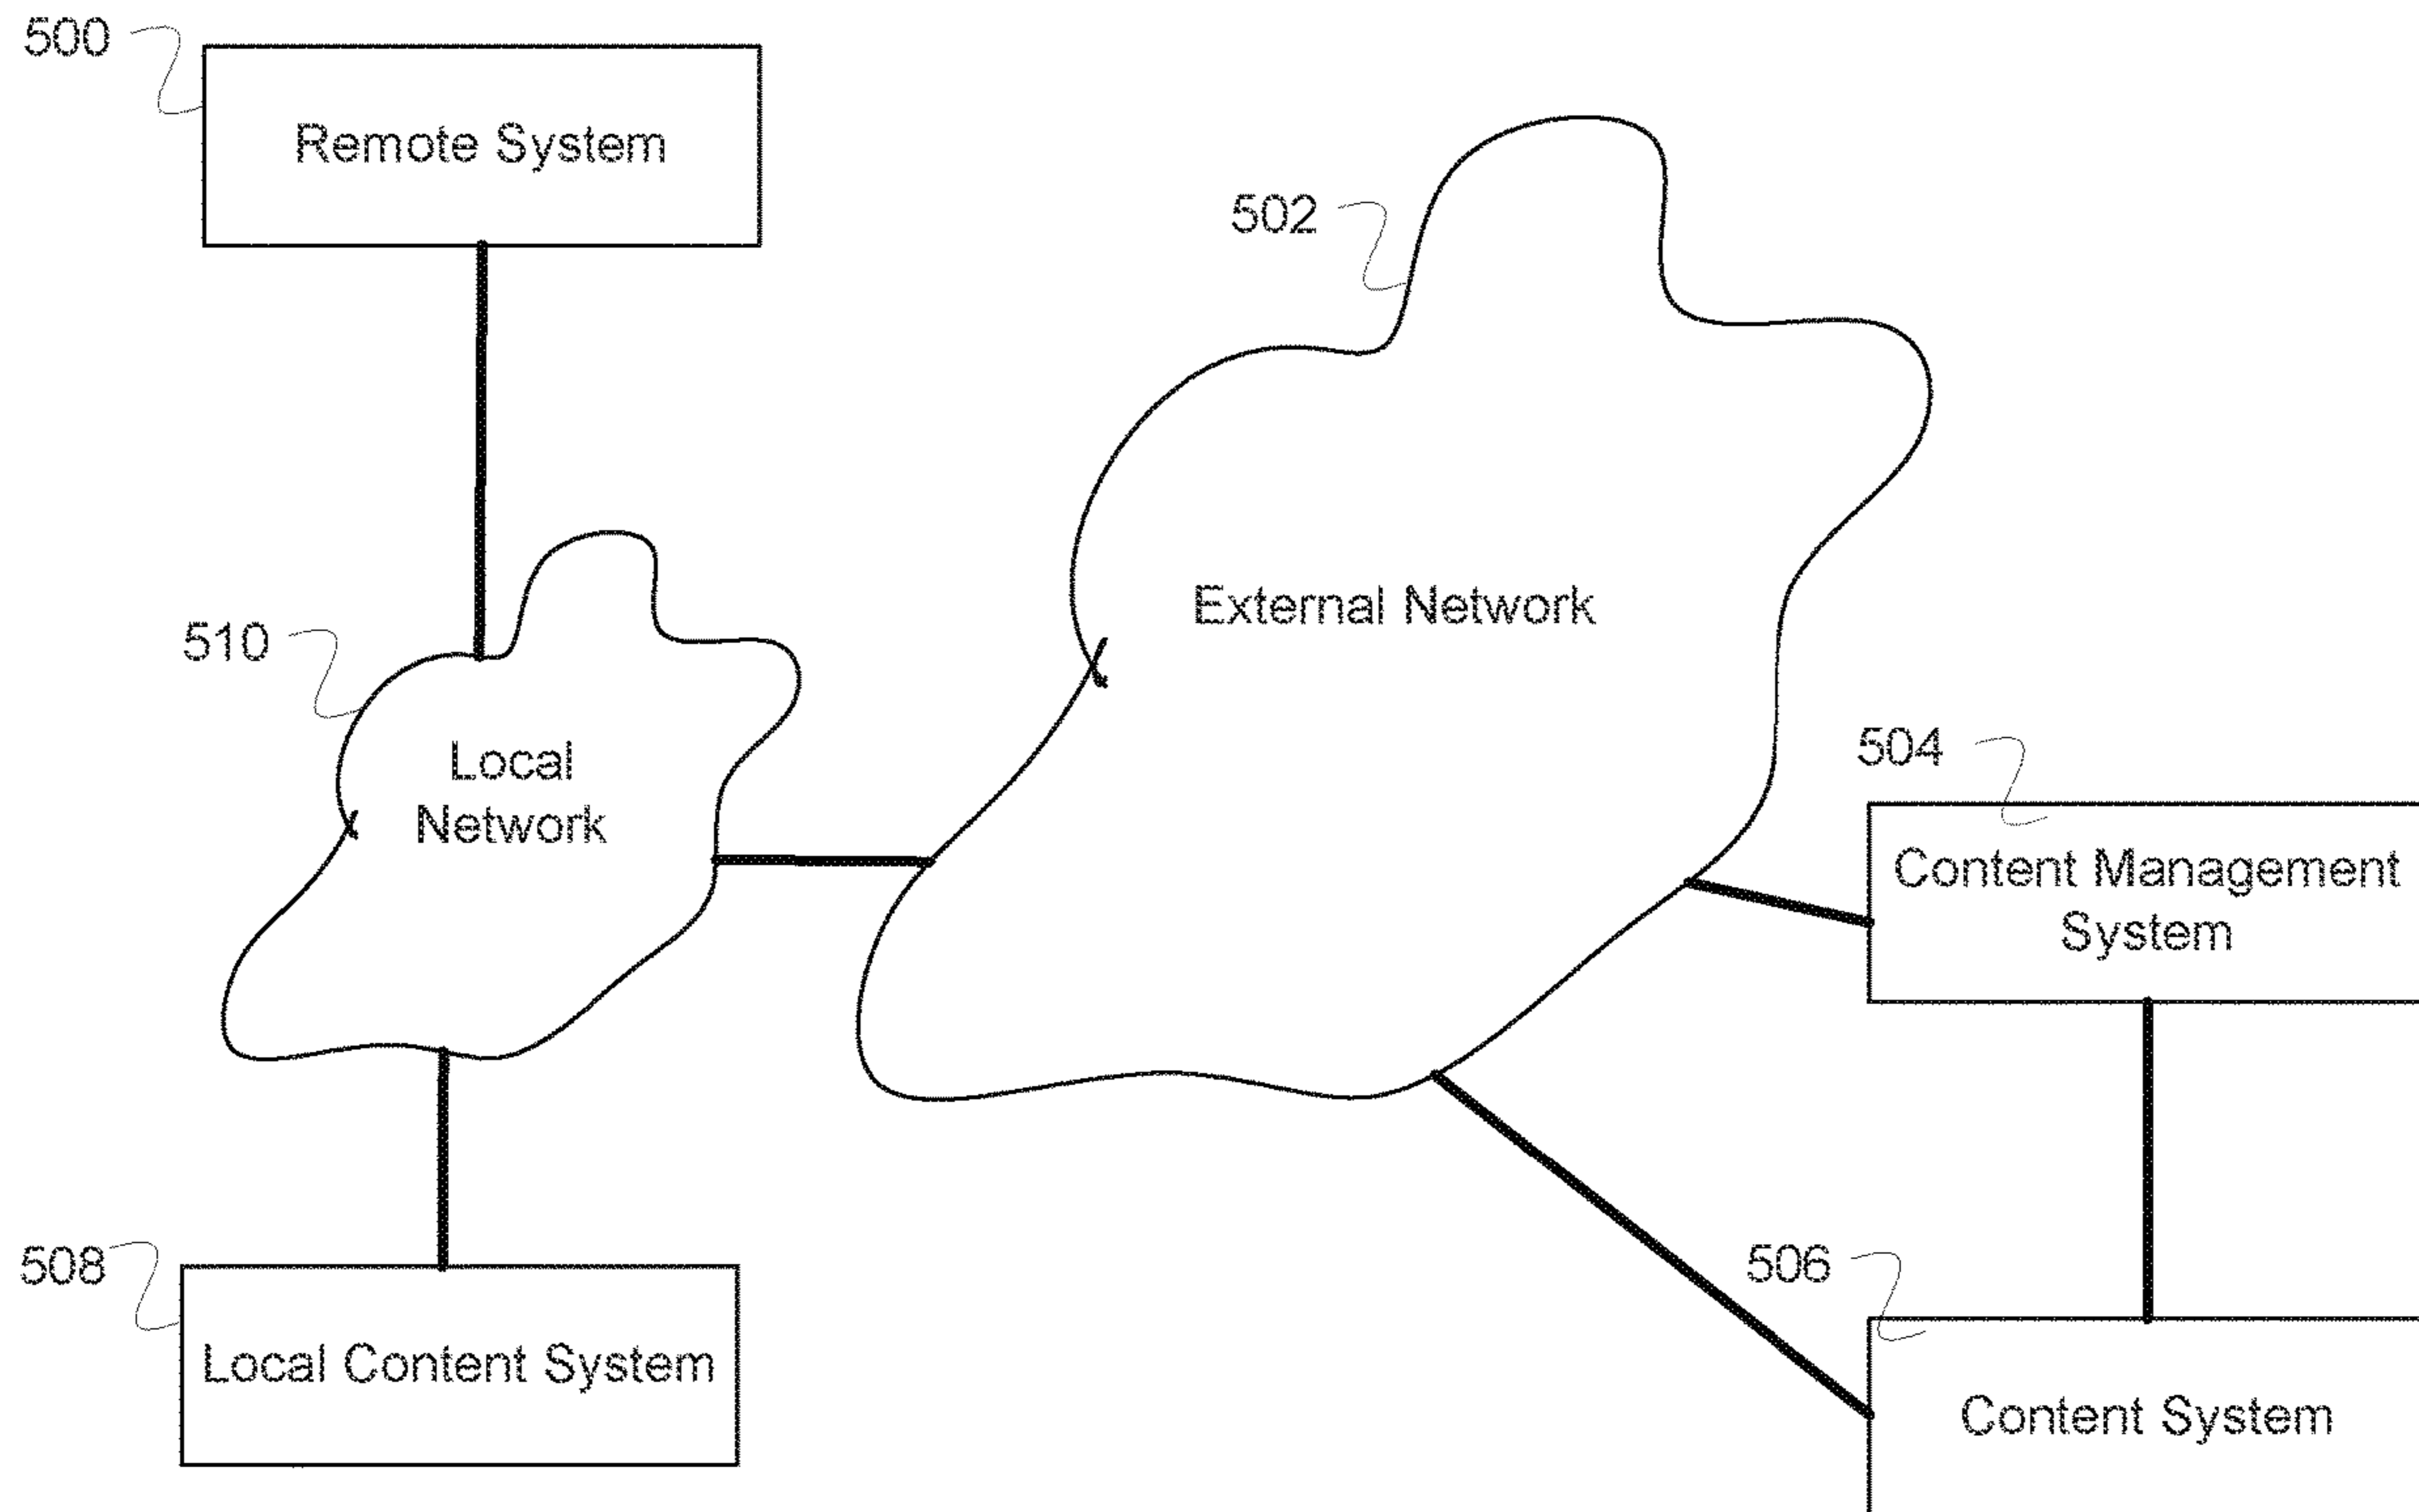 500
Remote System
502
External Network
510
Local
Network
504
Content Management
System
508
Local Content System
506
Content System